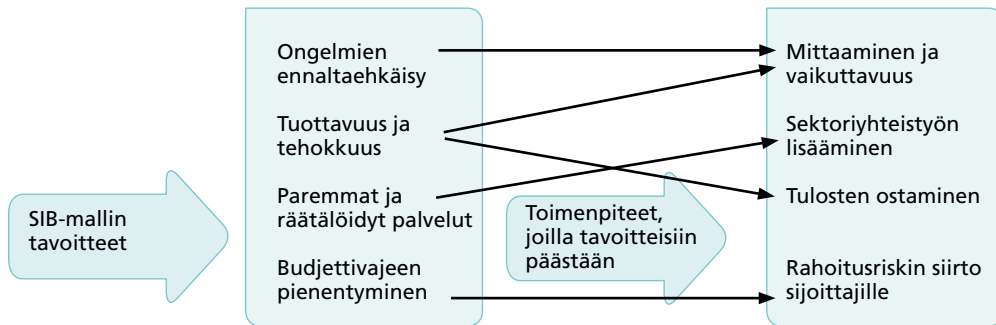 SIB-mallin
tavoitteet
Ongelmien
ennaltaehkäisy
Tuottavuus ja
tehokkuus
Paremmat ja
räätälöidyt palvelut
Budjettivajeen
pienentyminen
Toimenpiteet,
joilla tavoitteisiin
päästään
Mittaaminen ja
vaikuttavuus
Sektoriyhteistyön
lisääminen
Tulosten ostaminen
Rahoitusriskin siirto
sijoittajille